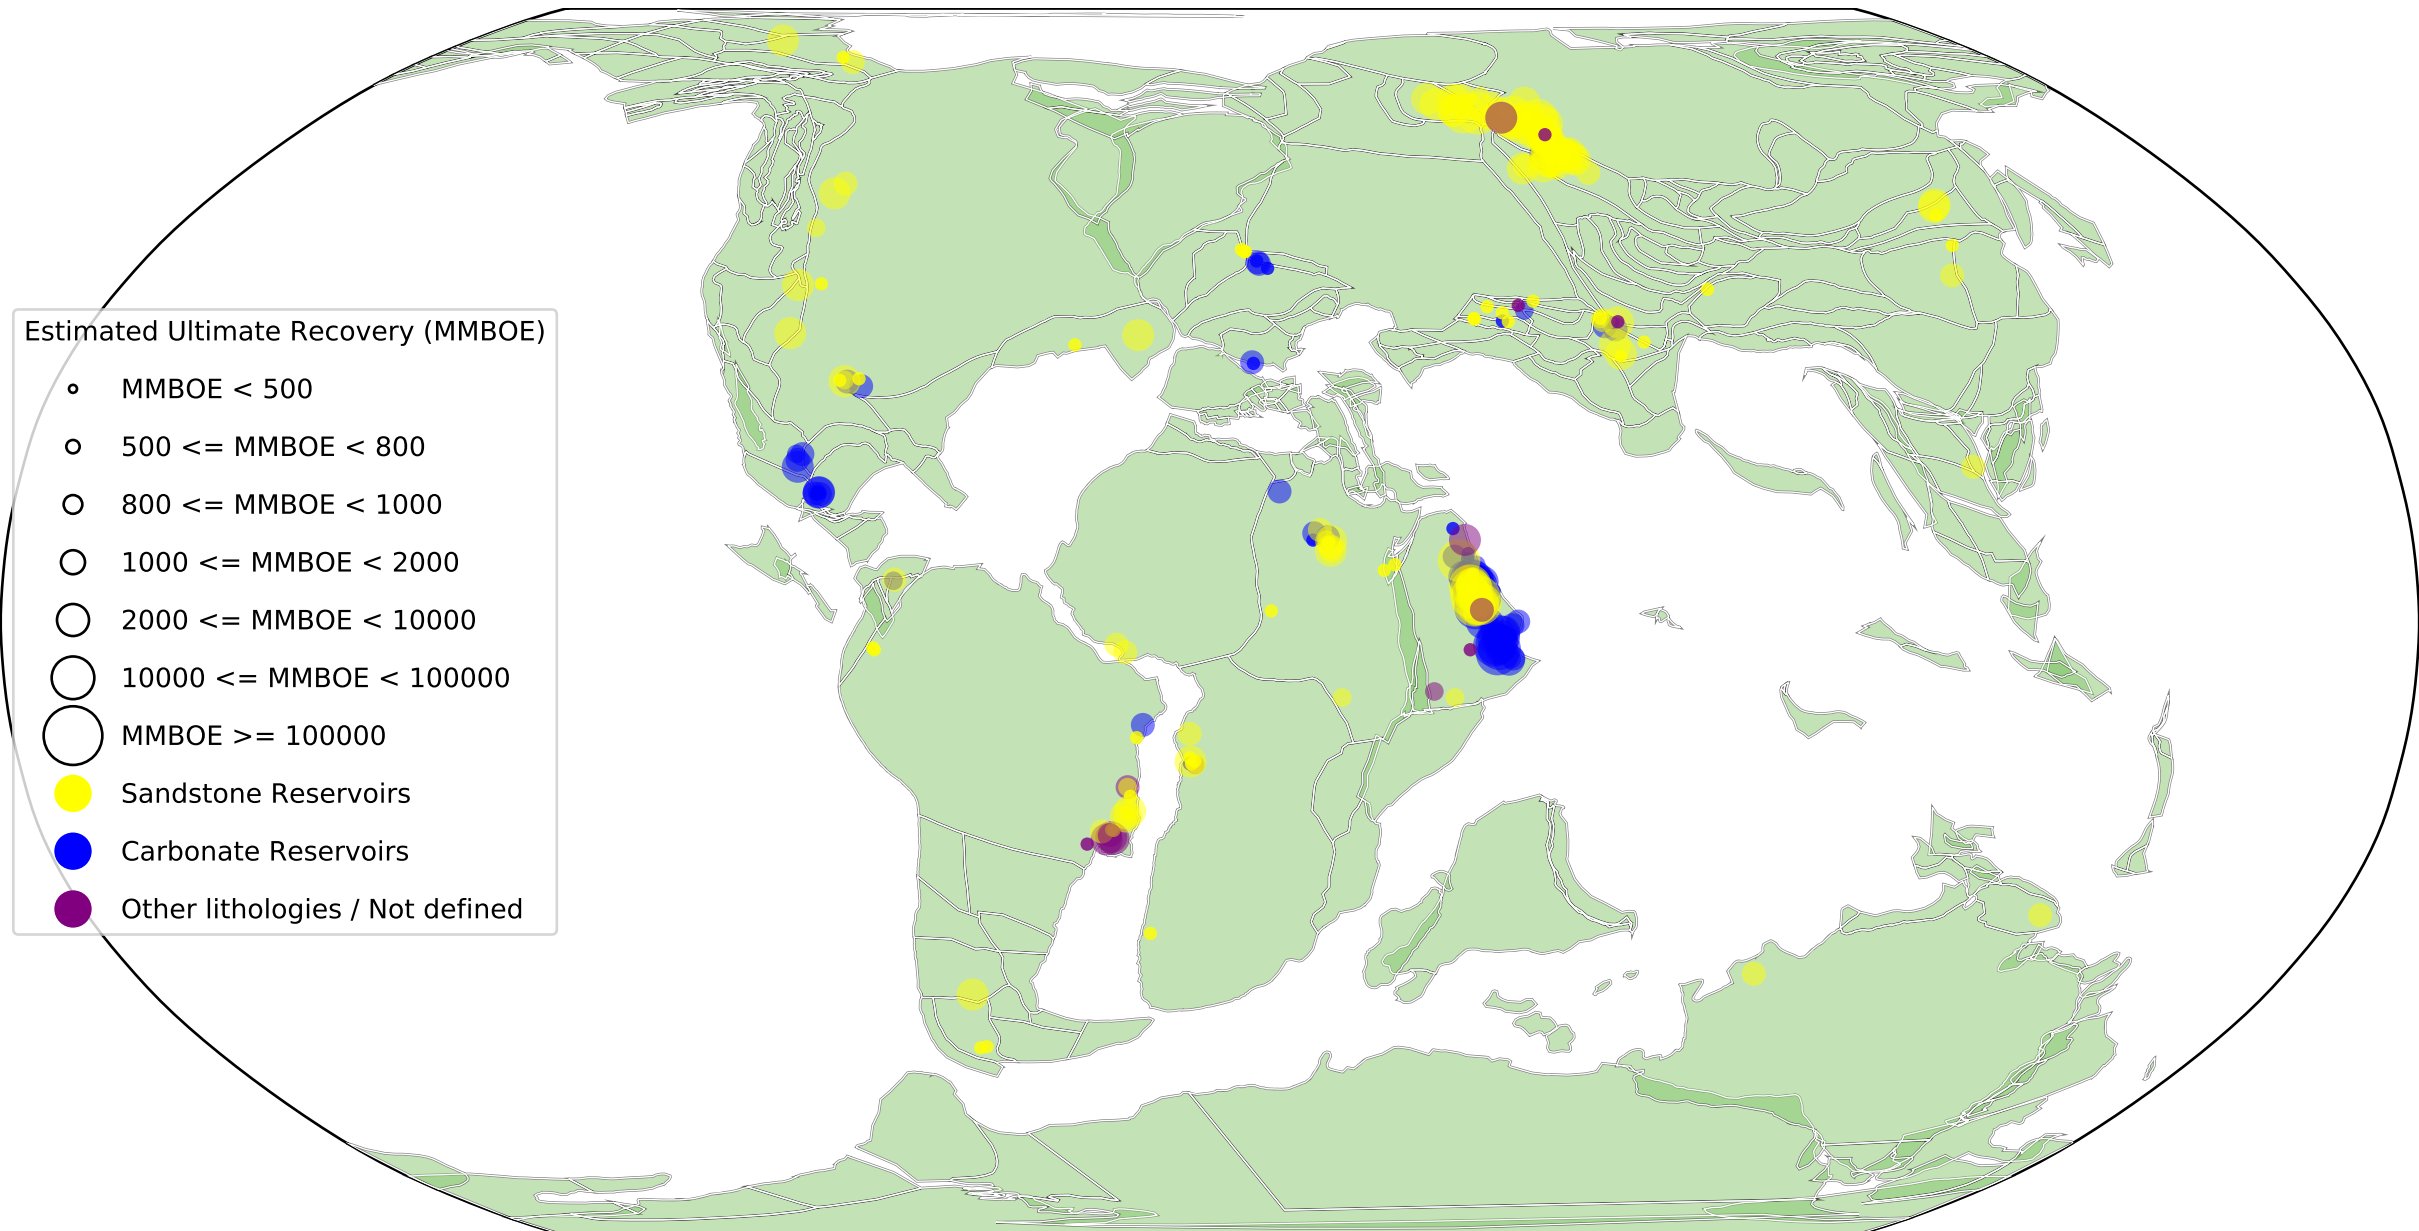 Estimated Ultimate Recovery (MMBOE)
MMBOE < 500
500 <= MMBOE < 800
800 <= MMBOE < 1000
1000 <= MMBOE < 2000
2000 <= MMBOE < 10000
10000 <= MMBOE < 100000
MMBOE >= 100000
Sandstone Reservoirs
Carbonate Reservoirs
Other lithologies / Not defined